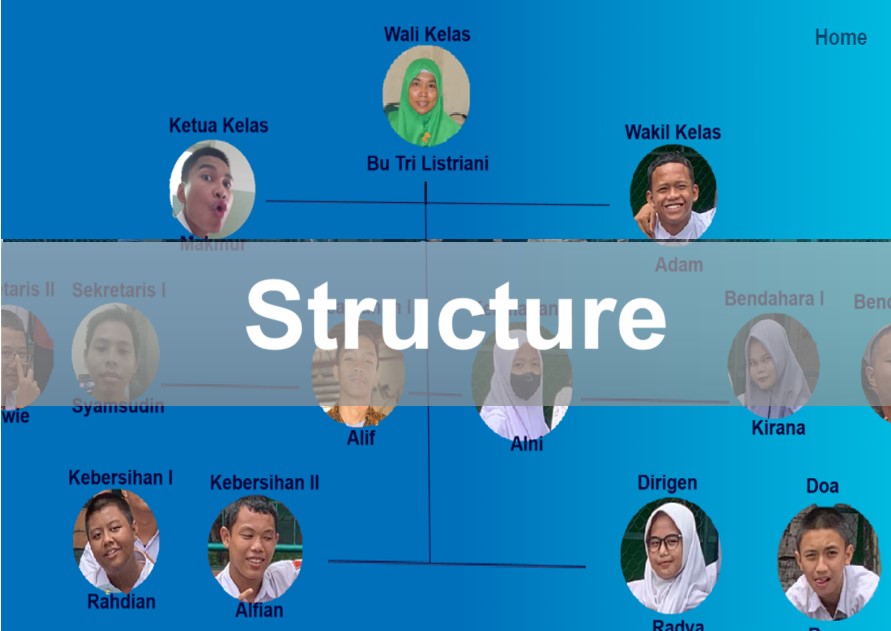 Wali Kelas
Home
Ketua Kelas
Wakil Kelas
Bu Tri Listriani
Makmur
Adam
taris II
Sekretaris I
Bendahara I
Ben
Structure
wie
Syamsudin
Alif
Alni
Kirana
Kebersihan I
Kebersihan II
Dirigen
Doa
Rahdian
Alfian
Radya